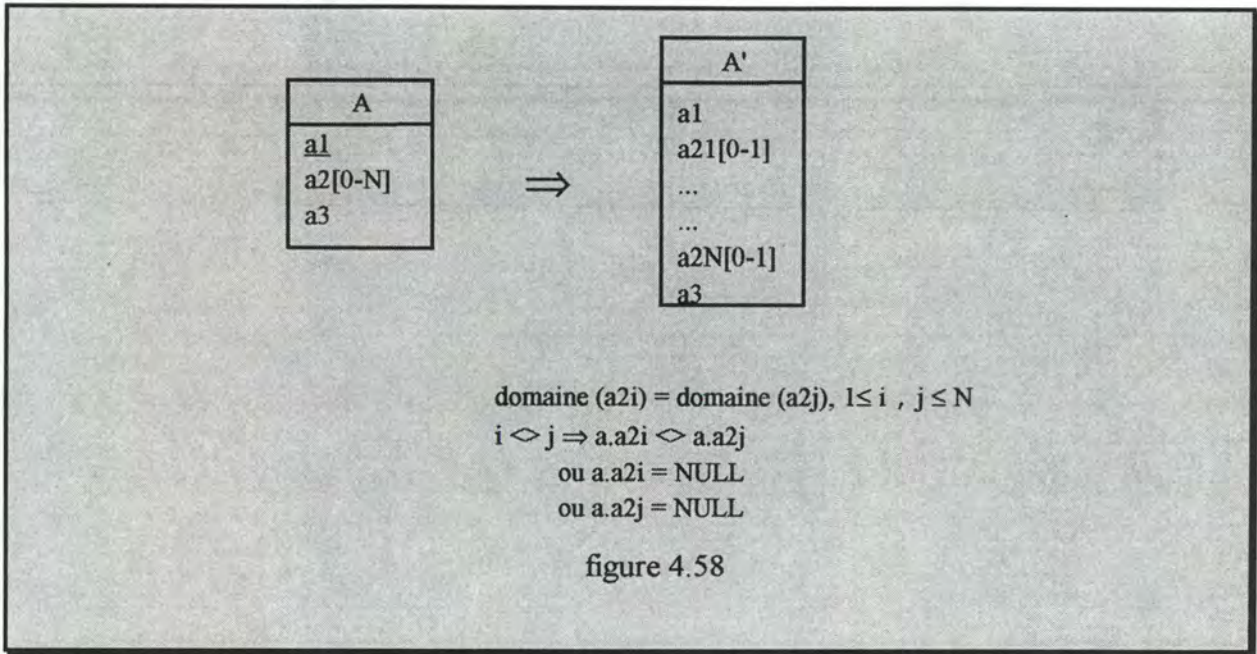 A
a1
a2[0-N]
a3
⇒
A'
a1
a21[0-1]
...
...
a2N[0-1]
a3
domaine (a2i) = domaine (a2j), 1≤ i , j ≤ N
i <> j ⇒ a.a2i <> a.a2j
ou a.a2i = NULL
ou a.a2j = NULL
figure 4.58